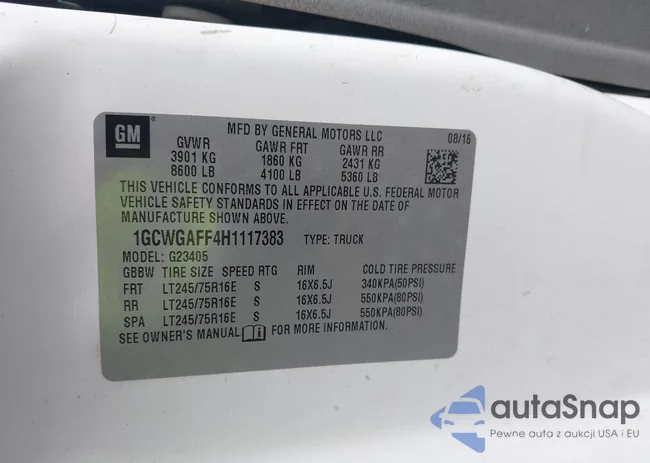 GM
MFD BY GENERAL MOTORS LLC 08/16
GVWR GAWR FRT GAWR RR
3901 KG 1860 KG 2431 KG
8600 LB 4100 LB 5360 LB
THIS VEHICLE CONFORMS TO ALL APPLICABLE U.S. FEDERAL MOTOR
VEHICLE SAFETY STANDARDS IN EFFECT ON THE DATE OF
MANUFACTURE SHOWN ABOVE.
1GCWGAFF4H1117383 TYPE: TRUCK
MODEL: G23405
GBBW TIRE SIZE SPEED RTG RIM COLD TIRE PRESSURE
FRT LT245/75R16E S 16X6.5J 340KPA(50PSI)
RR LT245/75R16E S 16X6.5J 550KPA(80PSI)
SPA LT245/75R16E S 16X6.5J 550KPA(80PSI)
SEE OWNER'S MANUAL FOR MORE INFORMATION.
autoSnap
Pewne auta z aukcji USA i EU